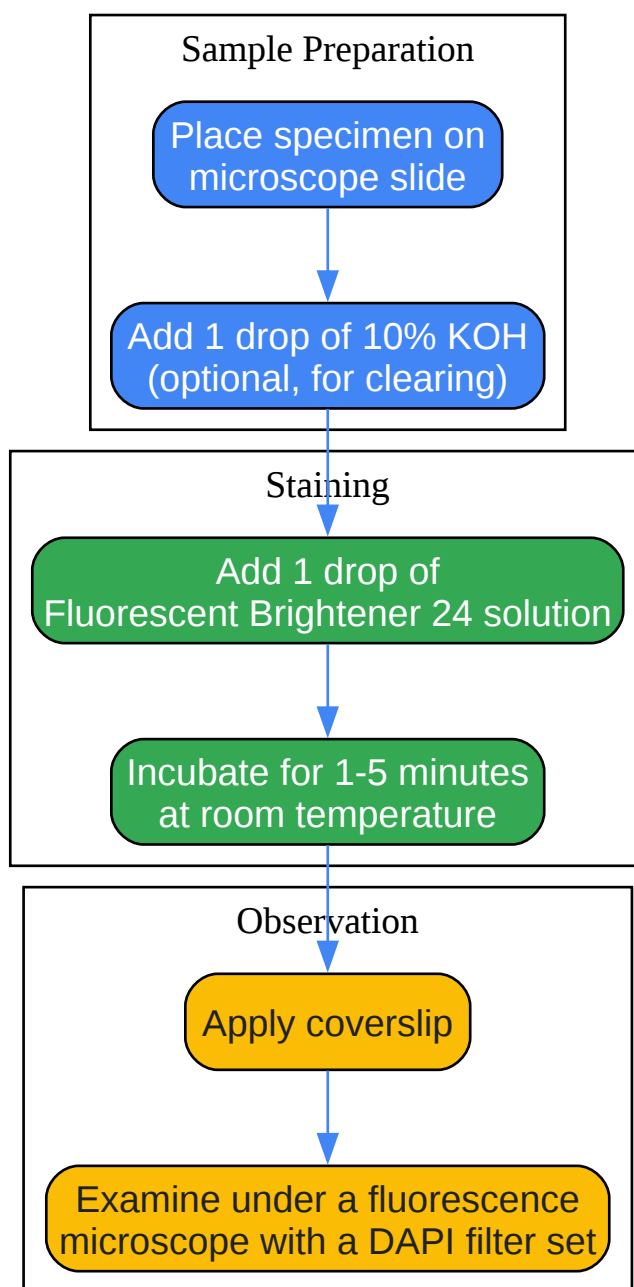 Sample Preparation
Place specimen on
microscope slide
Add 1 drop of 10% KOH
(optional, for clearing)
Staining
Add 1 drop of
Fluorescent Brightener 24 solution
Incubate for 1-5 minutes
at room temperature
Observation
Apply coverslip
Examine under a fluorescence
microscope with a DAPI filter set